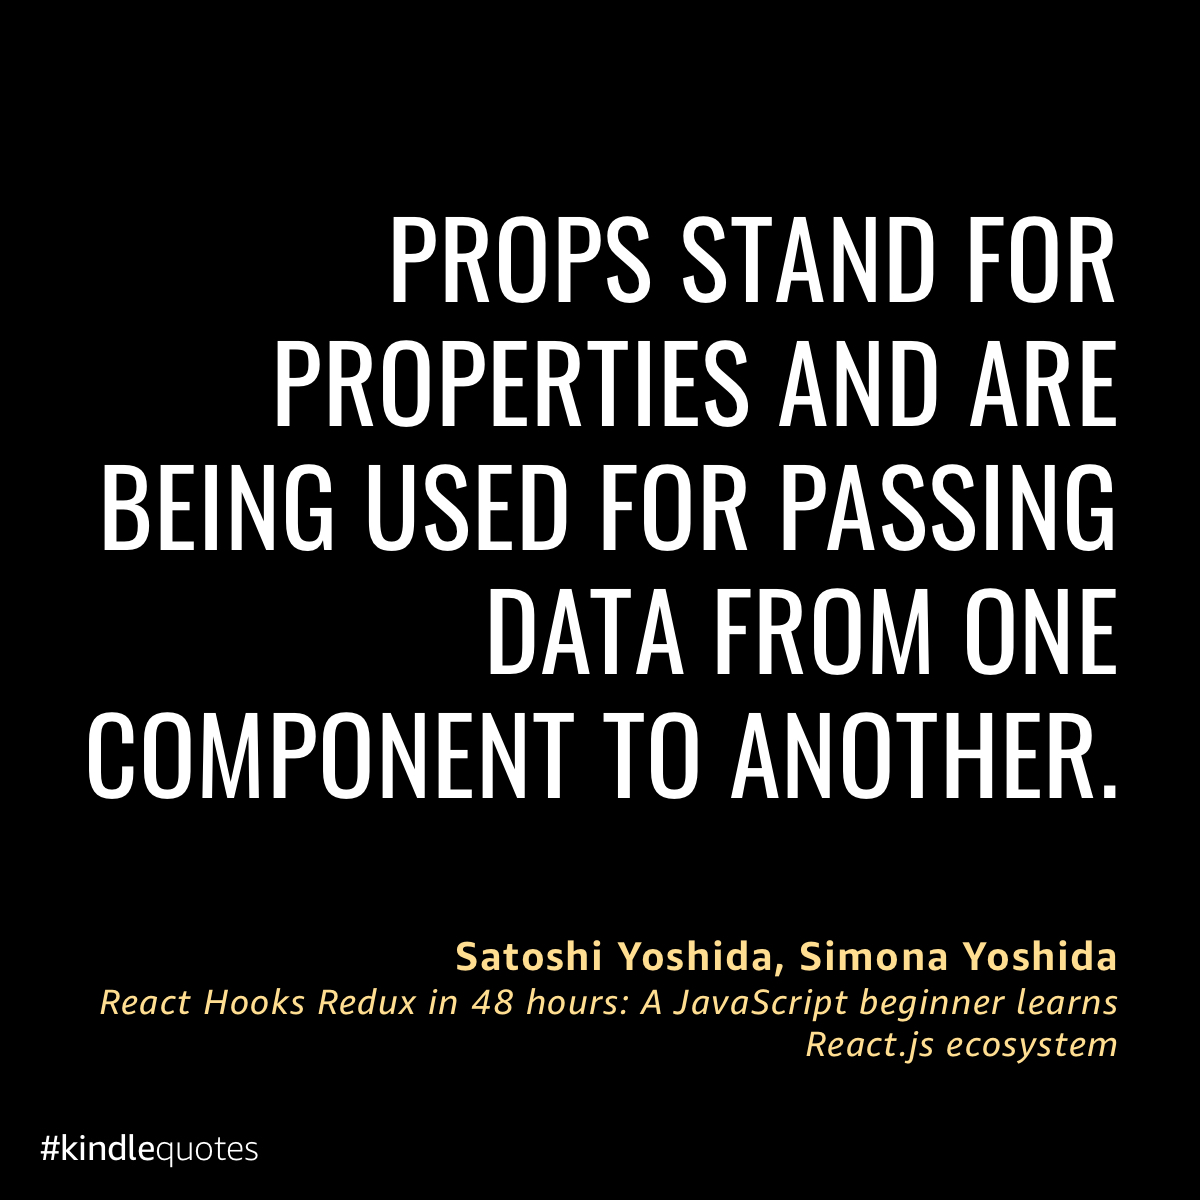 PROPS STAND FOR
PROPERTIES AND ARE
BEING USED FOR PASSING
DATA FROM ONE
COMPONENT TO ANOTHER.
Satoshi Yoshida, Simona Yoshida
React Hooks Redux in 48 hours: A JavaScript beginner learns
React.js ecosystem
#kindlequotes